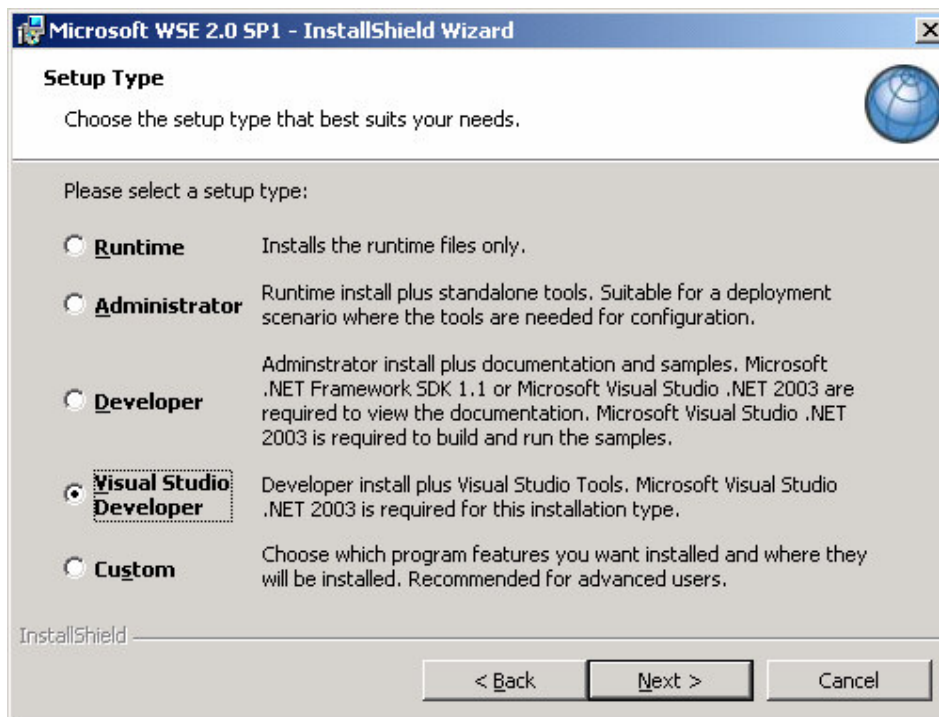 Microsoft WSE 2.0 SP1 - InstallShield Wizard
Setup Type
Choose the setup type that best suits your needs.
Please select a setup type:
Runtime
Installs the runtime files only.
Administrator
Runtime install plus standalone tools. Suitable for a deployment
scenario where the tools are needed for configuration.
Developer
Adminstrator install plus documentation and samples. Microsoft
.NET Framework SDK 1.1 or Microsoft Visual Studio .NET 2003 are
required to view the documentation. Microsoft Visual Studio .NET
2003 is required to build and run the samples.
Visual Studio
Developer
Developer install plus Visual Studio Tools. Microsoft Visual Studio
.NET 2003 is required for this installation type.
Custom
Choose which program features you want installed and where they
will be installed. Recommended for advanced users.
InstallShield
< Back
Next >
Cancel